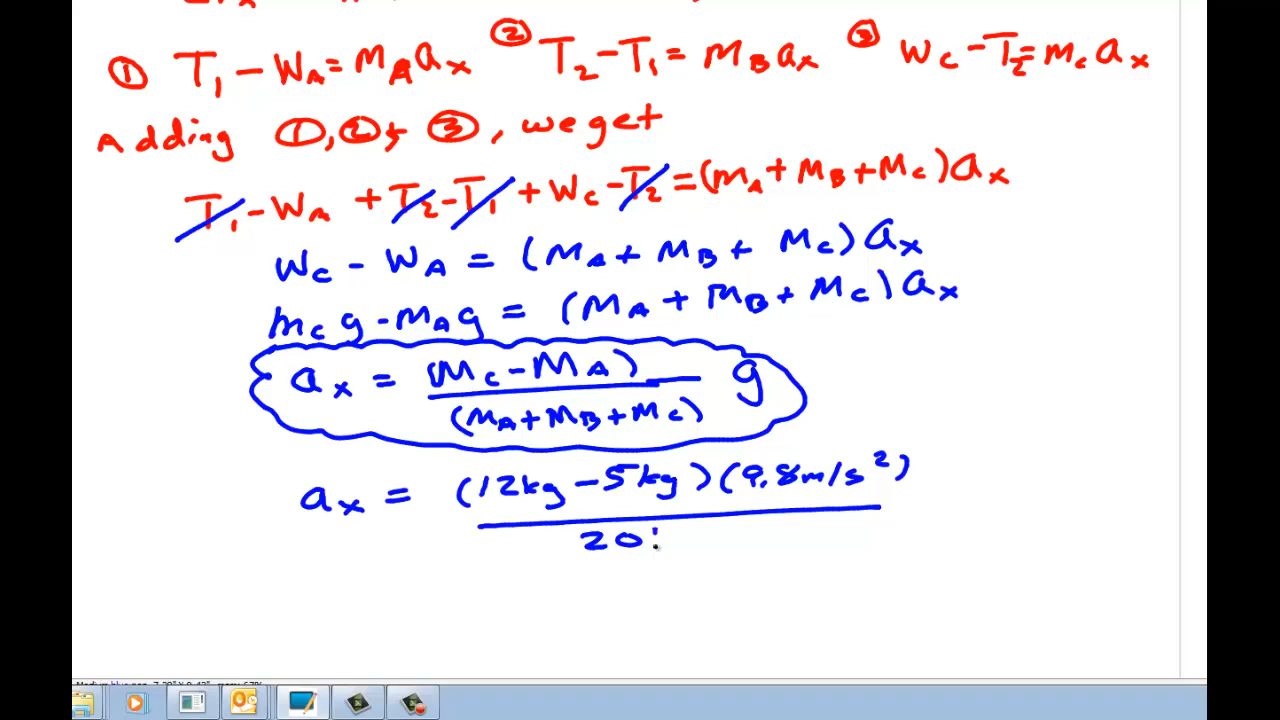 ① T₁ - W_A = M_A a_x ② T₂ - T₁ = M_B a_x ③ W_C - T₂ = M_C a_x
Adding ①, ② & ③, we get
T₁ - W_A + T₂ - T₁ + W_C - T₂ = (M_A + M_B + M_C) a_x
W_C - W_A = (M_A + M_B + M_C) a_x
M_C g - M_A g = (M_A + M_B + M_C) a_x
a_x = (M_C - M_A) g
(M_A + M_B + M_C)
a_x = (12kg - 5kg)(9.8m/s²)
20